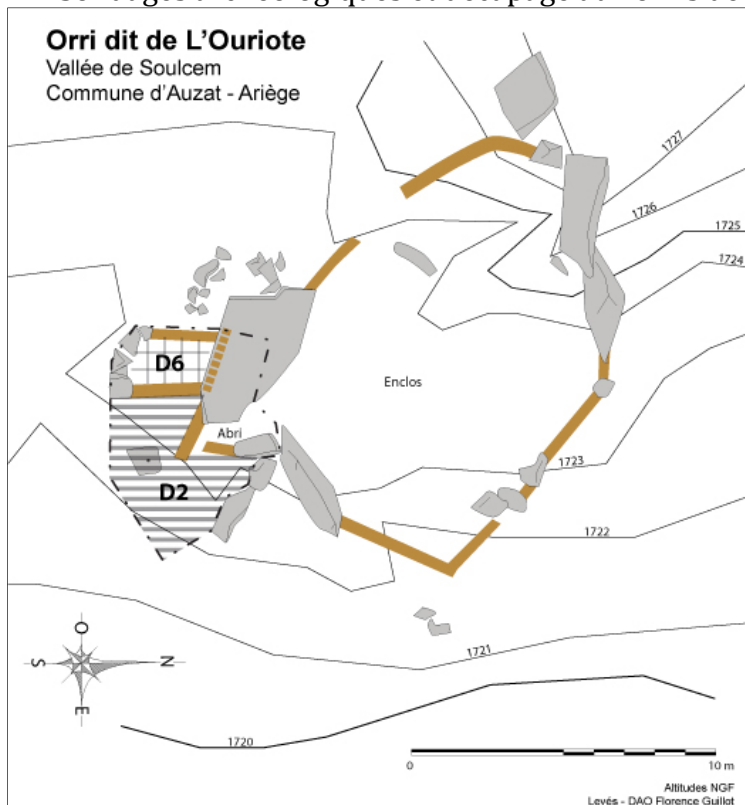 Orri dit de L'Ouriote
Vallée de Soulcem
Commune d'Auzat - Ariège
1727
1726
1725
1724
D6
Enclos
Abri
1723
D2
1722
O
S
N
E
1721
1720
0
10 m
Altitudes NGF
Levés - DAO Florence Guillot